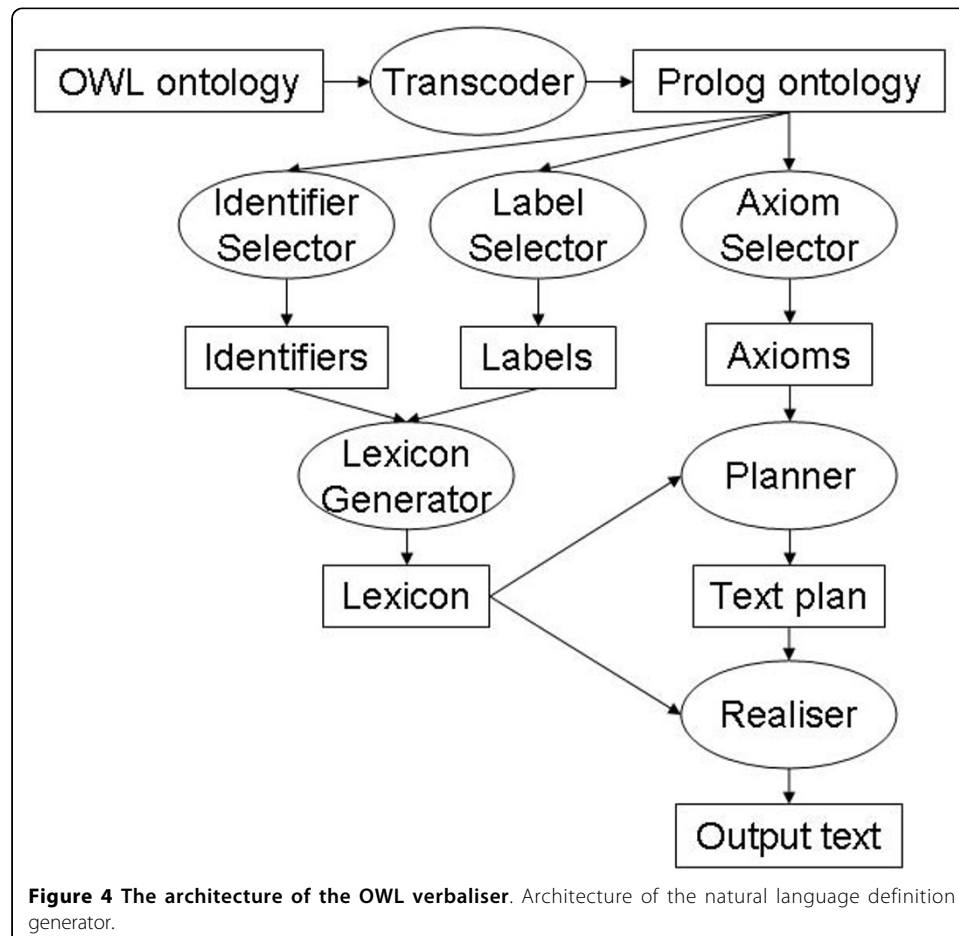 OWL ontology
Transcoder
Prolog ontology
Identifier
Selector
Label
Selector
Axiom
Selector
Identifiers
Labels
Axioms
Lexicon
Generator
Planner
Lexicon
Text plan
Realiser
Output text
Figure 4 The architecture of the OWL verbaliser. Architecture of the natural language definition
generator.